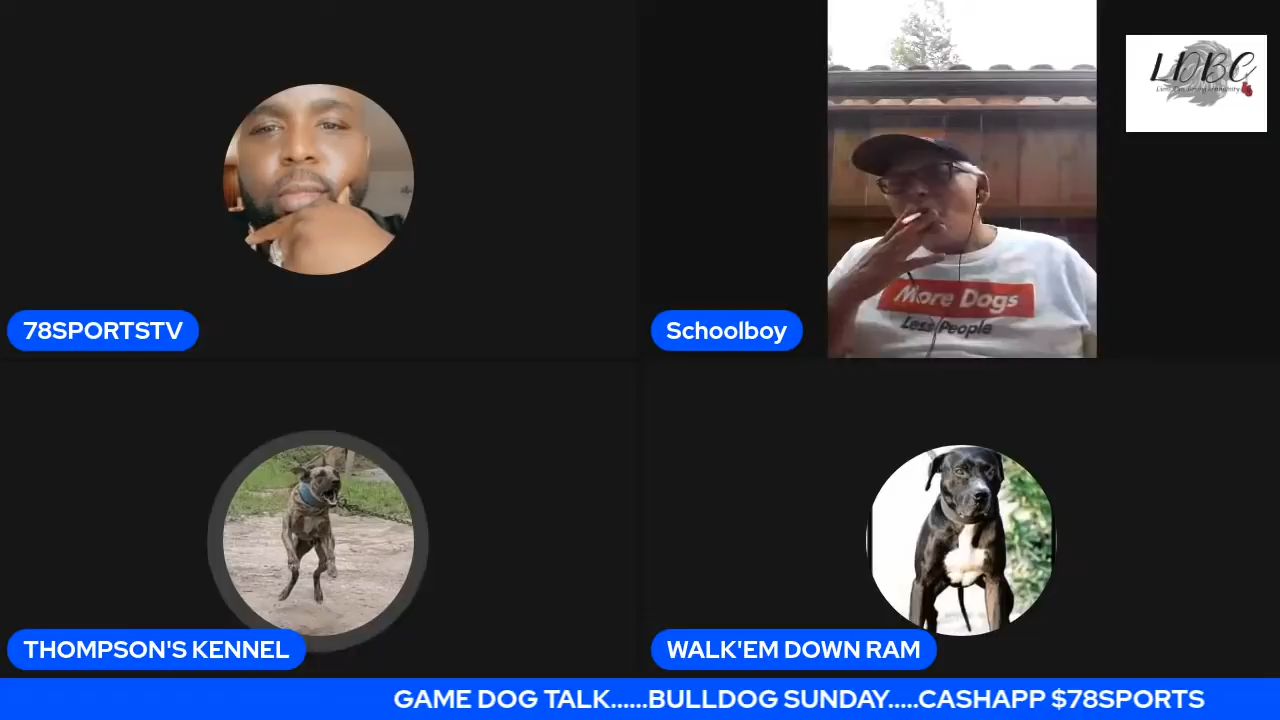 LDBC
More Dogs
Less People
78SPORTSTV
Schoolboy
THOMPSON'S KENNEL
WALK'EM DOWN RAM
GAME DOG TALK......BULLDOG SUNDAY.....CASHAPP $78SPORTS